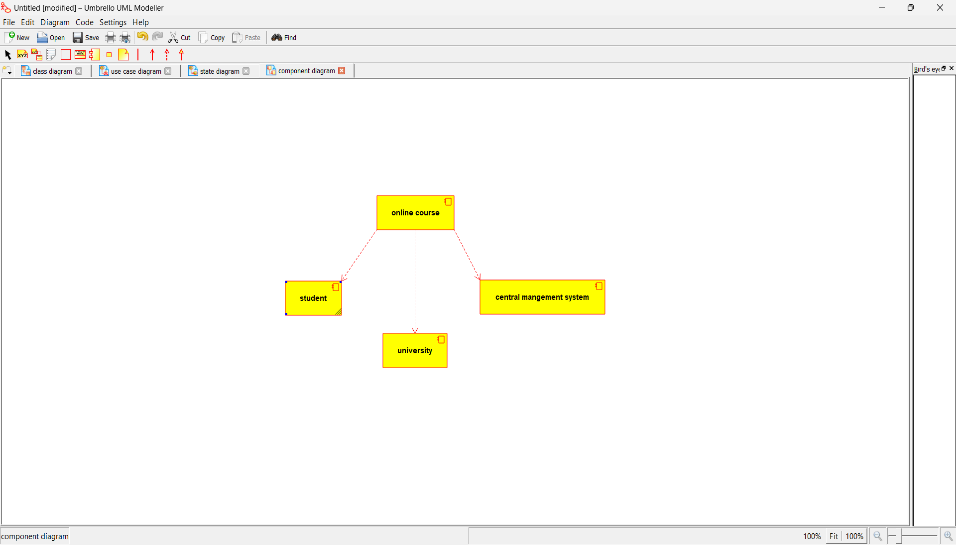 Untitled [modified] – Umbrello UML Modeller
File Edit Diagram Code Settings Help
New Open Save Cut Copy Paste Find
class diagram use case diagram state diagram component diagram
online course
student
central mangement system
university
component diagram 100% Fit 100%